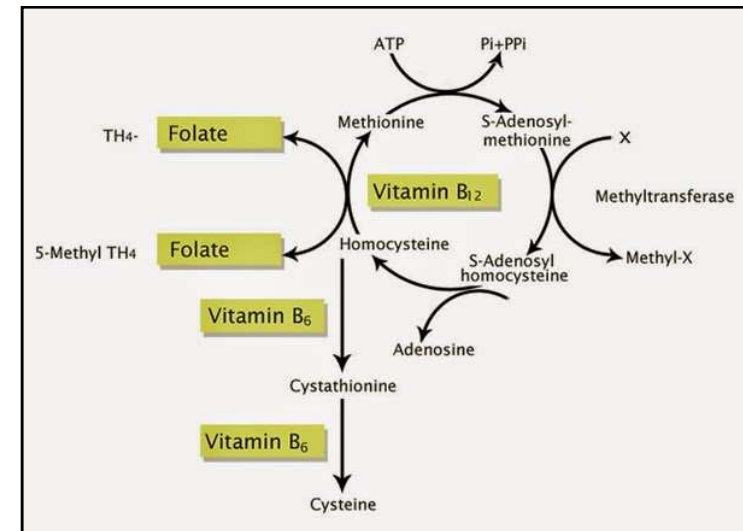 ATP
Pi+PPi
TH4-
Folate
Methionine
S-Adenosyl-
methionine
X
Vitamin B12
Methyltransferase
5-Methyl TH4
Folate
Homocysteine
S-Adenosyl
homocysteine
Methyl-X
Vitamin B6
Adenosine
Cystathionine
Vitamin B6
Cysteine